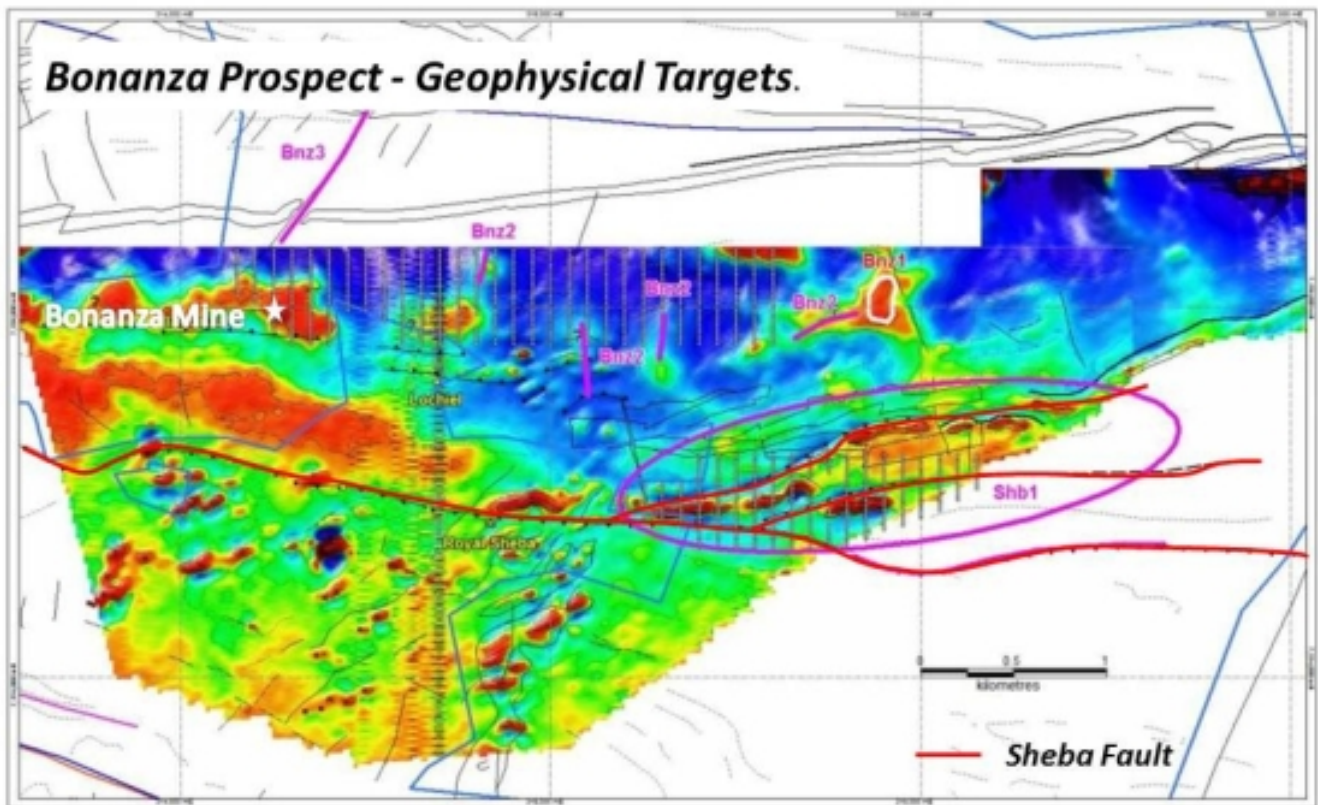 Bonanza Prospect - Geophysical Targets.
Bnz3
Bnz2
Bnz1
Bnz2
Bnz2
Bonanza Mine
Bnz2
Lochiel
Shb1
Royal Sheba
0 0.5 1
kilometres
Sheba Fault